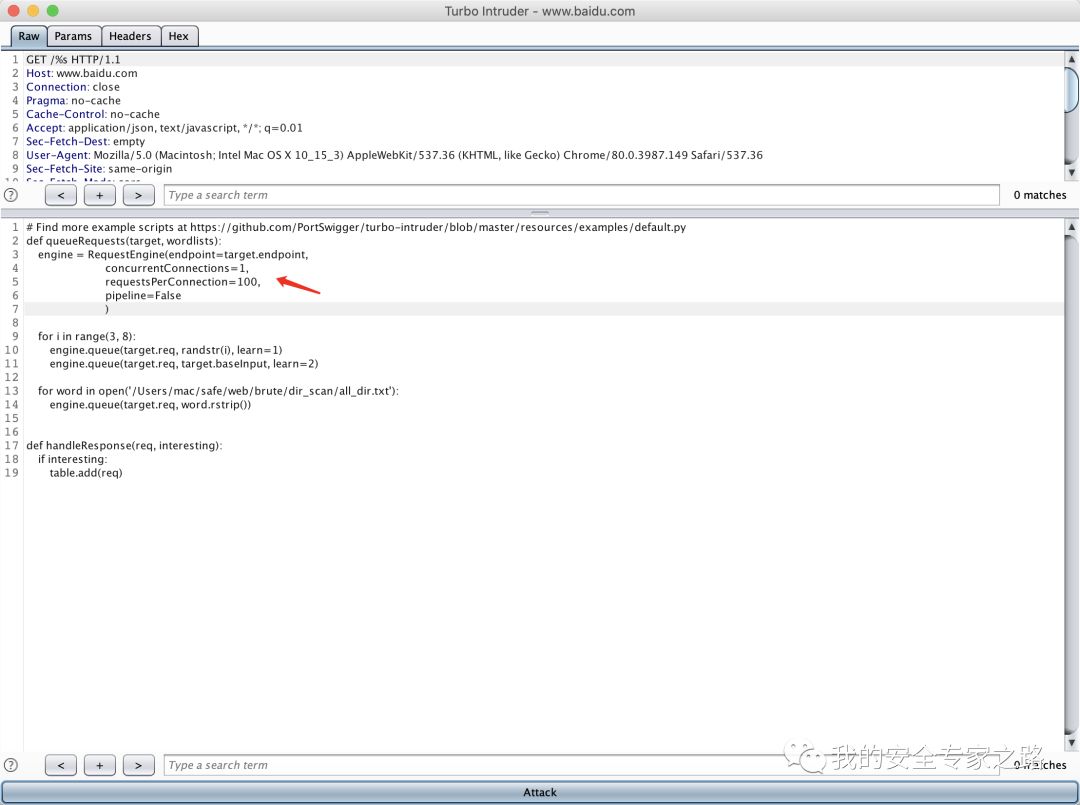 Turbo Intruder - www.baidu.com
Raw Params Headers Hex
1 GET /%s HTTP/1.1
2 Host: www.baidu.com
3 Connection: close
4 Pragma: no-cache
5 Cache-Control: no-cache
6 Accept: application/json, text/javascript, */*; q=0.01
7 Sec-Fetch-Dest: empty
8 User-Agent: Mozilla/5.0 (Macintosh; Intel Mac OS X 10_15_3) AppleWebKit/537.36 (KHTML, like Gecko) Chrome/80.0.3987.149 Safari/537.36
9 Sec-Fetch-Site: same-origin
? < + > Type a search term 0 matches
1 # Find more example scripts at https://github.com/PortSwigger/turbo-intruder/blob/master/resources/examples/default.py
2 def queueRequests(target, wordlists):
3 engine = RequestEngine(endpoint=target.endpoint,
4 concurrentConnections=1,
5 requestsPerConnection=100,
6 pipeline=False
7 )
8
9 for i in range(3, 8):
10 engine.queue(target.req, randstr(i), learn=1)
11 engine.queue(target.req, target.baseInput, learn=2)
12
13 for word in open('/Users/mac/safe/web/brute/dir_scan/all_dir.txt'):
14 engine.queue(target.req, word.rstrip())
15
16
17 def handleResponse(req, interesting):
18 if interesting:
19 table.add(req)
? < + > Type a search term 0 matches
我的安全专家之路
Attack